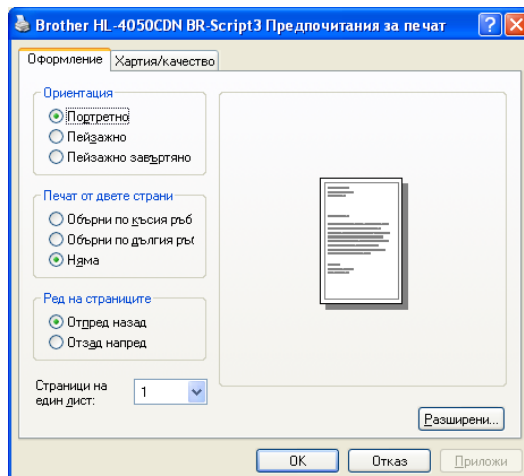 Brother HL-4050CDN BR-Script3 Предпочитания за печат
Оформление Хартия/качество
Ориентация
Портретно
Пейзажно
Пейзажно завъртяно
Печат от двете страни
Обърни по късия ръб
Обърни по дългия ръб
Няма
Ред на страниците
Отпред назад
Отзад напред
Страници на
един лист:
1
Разширени...
OK Отказ Приложи